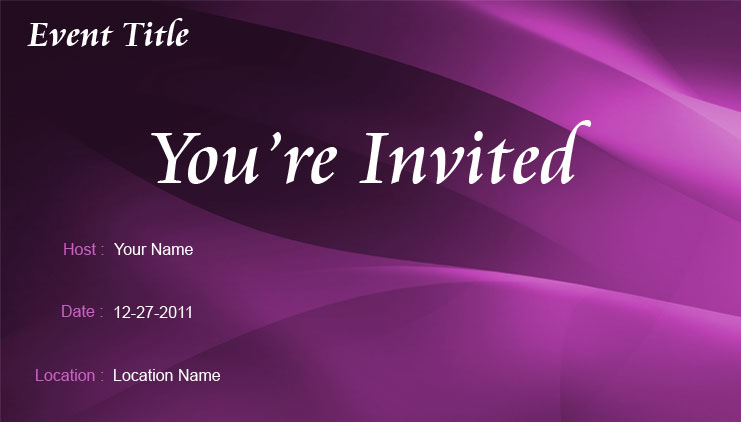 Event Title
You're Invited
Host : Your Name
Date : 12-27-2011
Location : Location Name